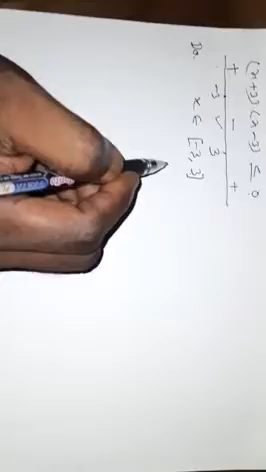 (x+3)(x-3) ≤ 0
+ - +
-3 ✓ 3
x ∈ [-3, 3]